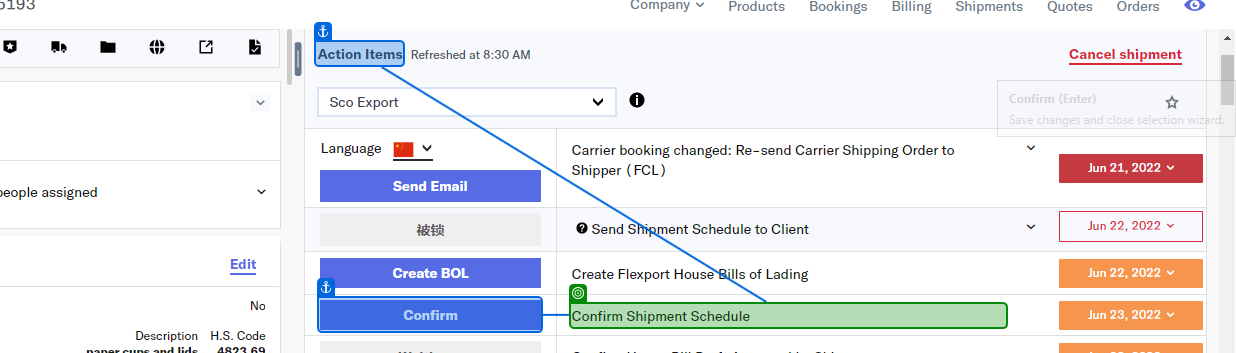 5193
Company Products Bookings Billing Shipments Quotes Orders
Action Items Refreshed at 8:30 AM
Cancel shipment
Sco Export
Confirm (Enter)
Save changes and close selection wizard.
Language
Carrier booking changed: Re-send Carrier Shipping Order to
Shipper (FCL)
Jun 21, 2022
Send Email
people assigned
被锁
Send Shipment Schedule to Client
Jun 22, 2022
Edit
Create BOL
Create Flexport House Bills of Lading
Jun 22, 2022
No
Confirm
Confirm Shipment Schedule
Jun 23, 2022
Description H.S. Code
paper cups and lids 4823.69